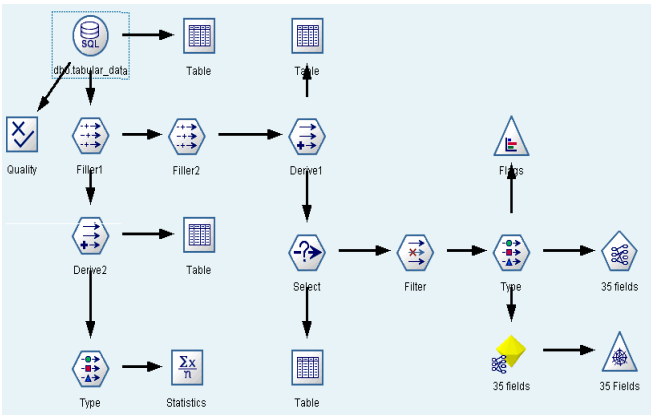 SQL
dbo.tabular_data
Table
Table
Quality
Filler1
Filler2
Derive1
Flags
Derive2
Table
Select
Filter
Type
35 fields
Σx
n
Type
Statistics
Table
35 fields
35 Fields